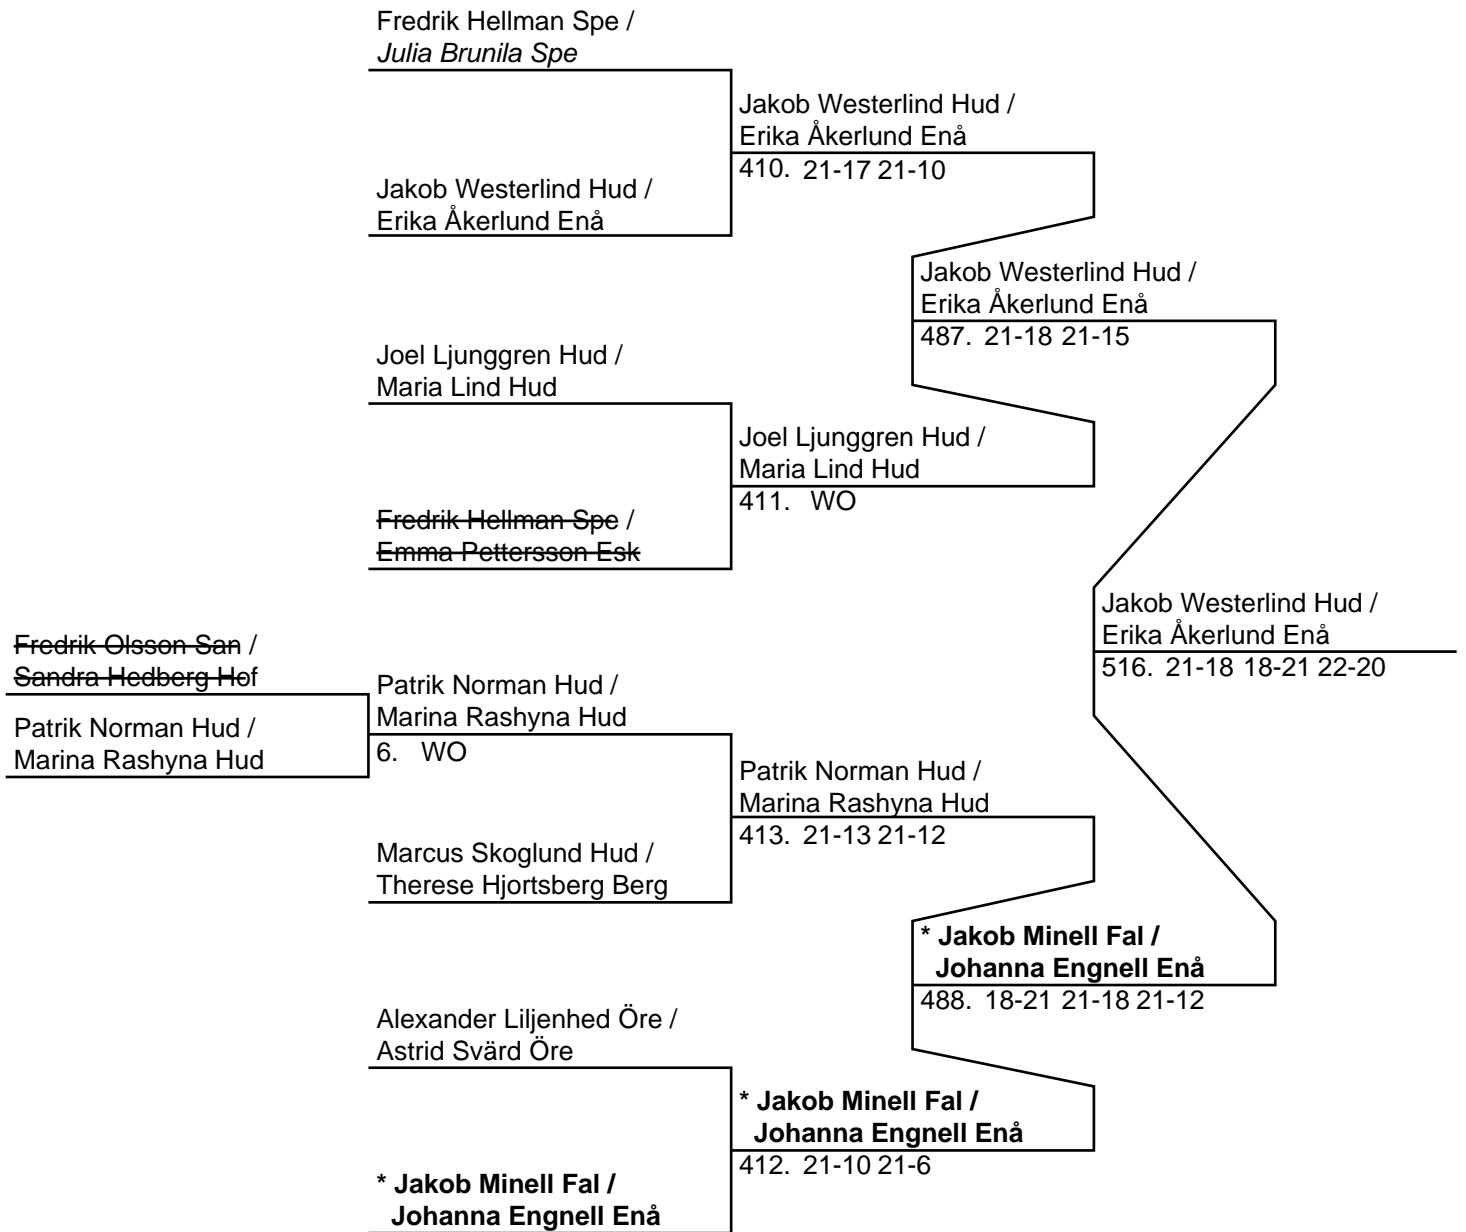 Fredrik Hellman Spe /
Julia Brunila Spe
Jakob Westerlind Hud /
Erika Åkerlund Enå
410. 21-17 21-10
Jakob Westerlind Hud /
Erika Åkerlund Enå
Jakob Westerlind Hud /
Erika Åkerlund Enå
487. 21-18 21-15
Joel Ljunggren Hud /
Maria Lind Hud
Joel Ljunggren Hud /
Maria Lind Hud
411. WO
Fredrik Hellman Spe /
Emma Pettersson Esk
Jakob Westerlind Hud /
Erika Åkerlund Enå
516. 21-18 18-21 22-20
Fredrik Olsson San /
Sandra Hedberg Hof
Patrik Norman Hud /
Marina Rashyna Hud
6. WO
Patrik Norman Hud /
Marina Rashyna Hud
Patrik Norman Hud /
Marina Rashyna Hud
413. 21-13 21-12
Marcus Skoglund Hud /
Therese Hjortsberg Berg
* Jakob Minell Fal /
Johanna Engnell Enå
488. 18-21 21-18 21-12
Alexander Liljenhed Öre /
Astrid Svärd Öre
* Jakob Minell Fal /
Johanna Engnell Enå
412. 21-10 21-6
* Jakob Minell Fal /
Johanna Engnell Enå